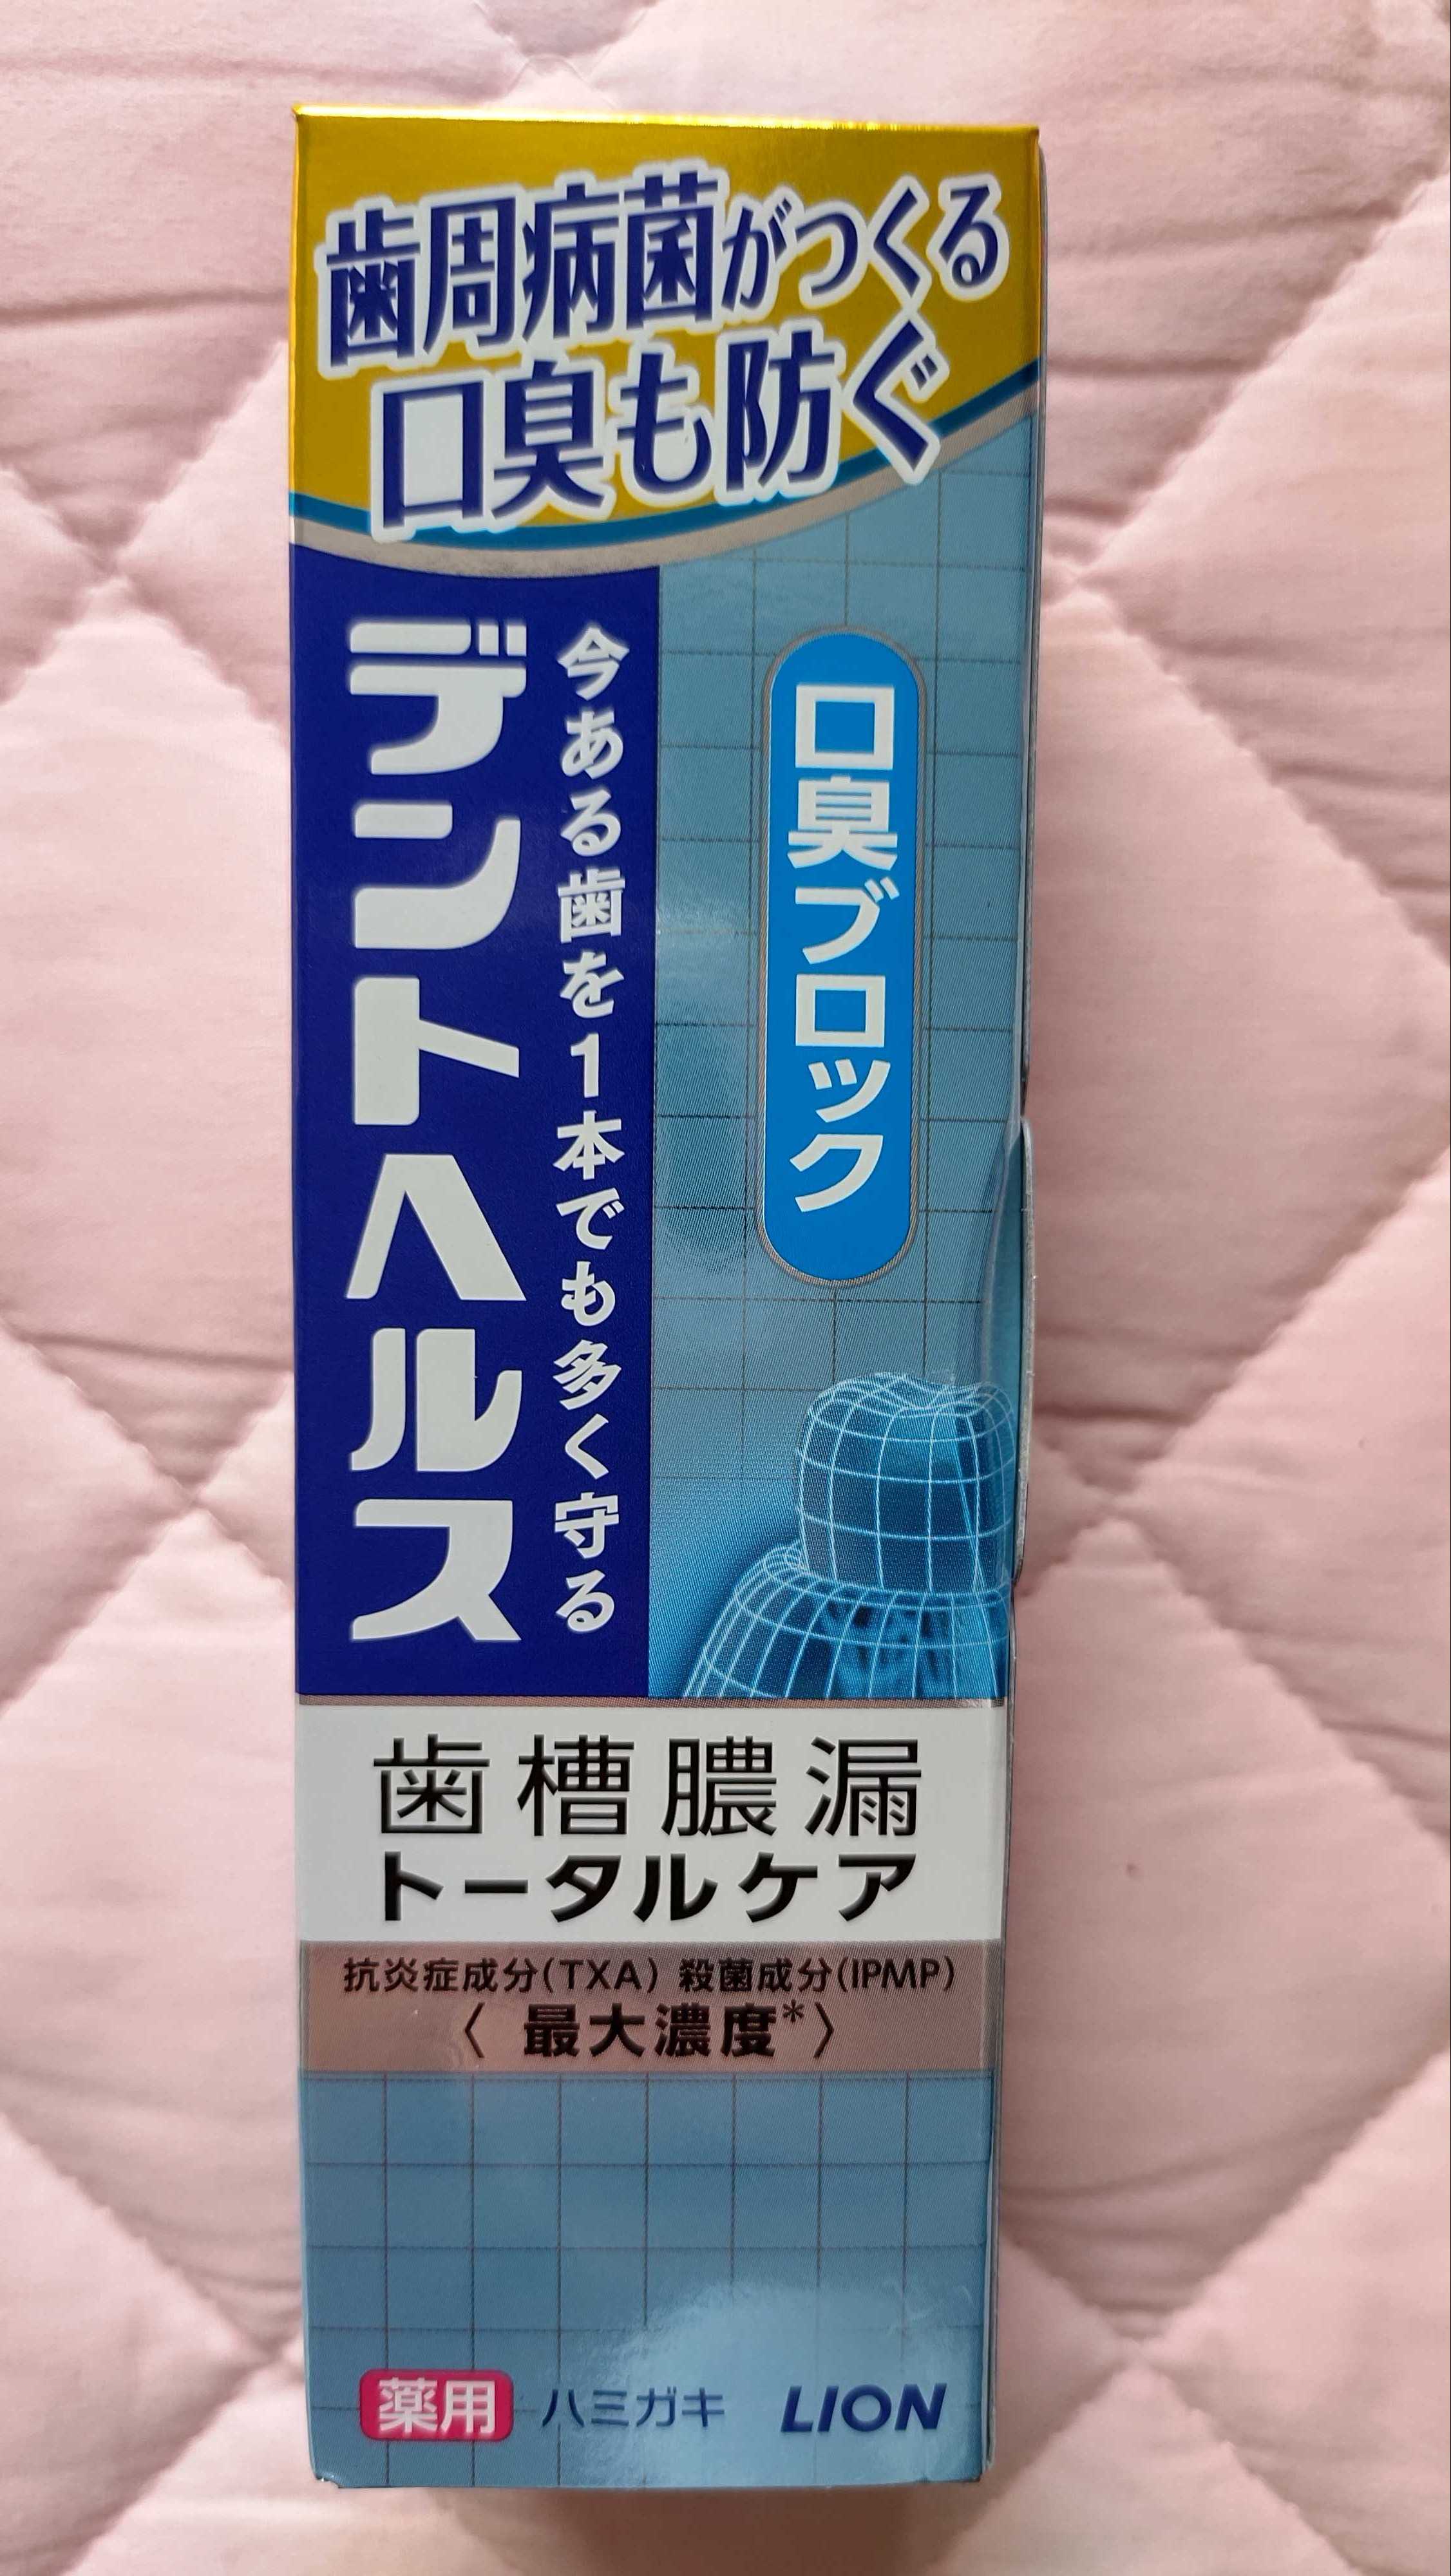 歯周病菌がつくる
口臭も防ぐ
デントヘルス
今ある歯を1本でも多く守る
口臭ブロック
歯槽膿漏
トータルケア
抗炎症成分(TXA) 殺菌成分(IPMP)
〈 最大濃度*〉
薬用 ハミガキ LION